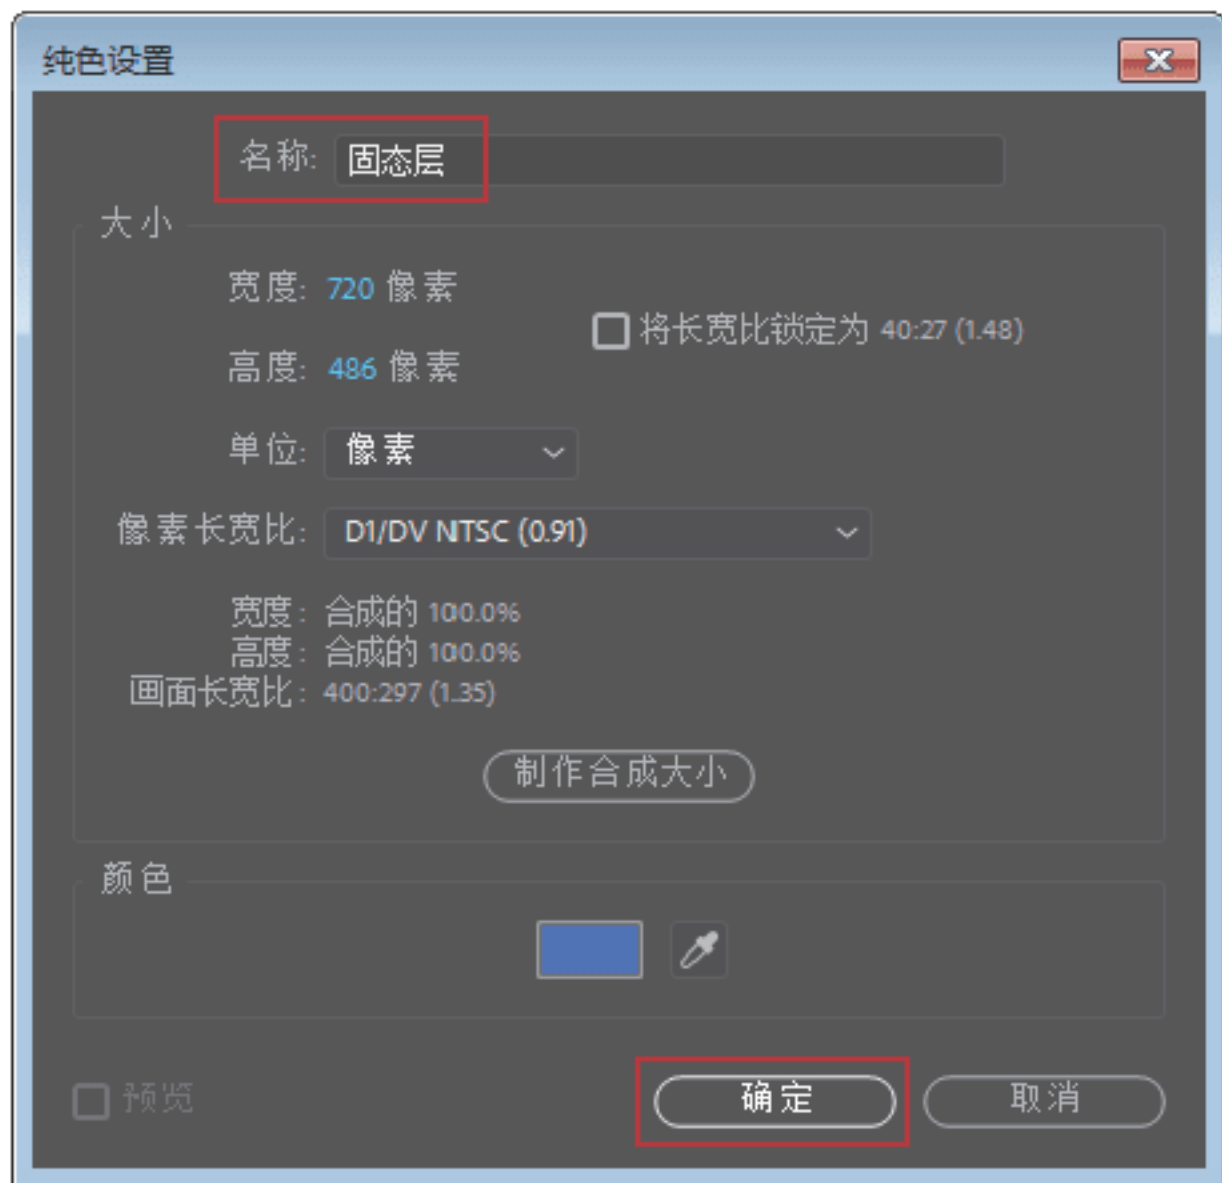 纯色设置
名称: 固态层
大小
宽度: 720 像素
将长宽比锁定为 40:27 (1.48)
高度: 486 像素
单位: 像素
像素长宽比: D1/DV NTSC (0.91)
宽度: 合成的 100.0%
高度: 合成的 100.0%
画面长宽比: 400:297 (1.35)
制作合成大小
颜色
预览
确定
取消